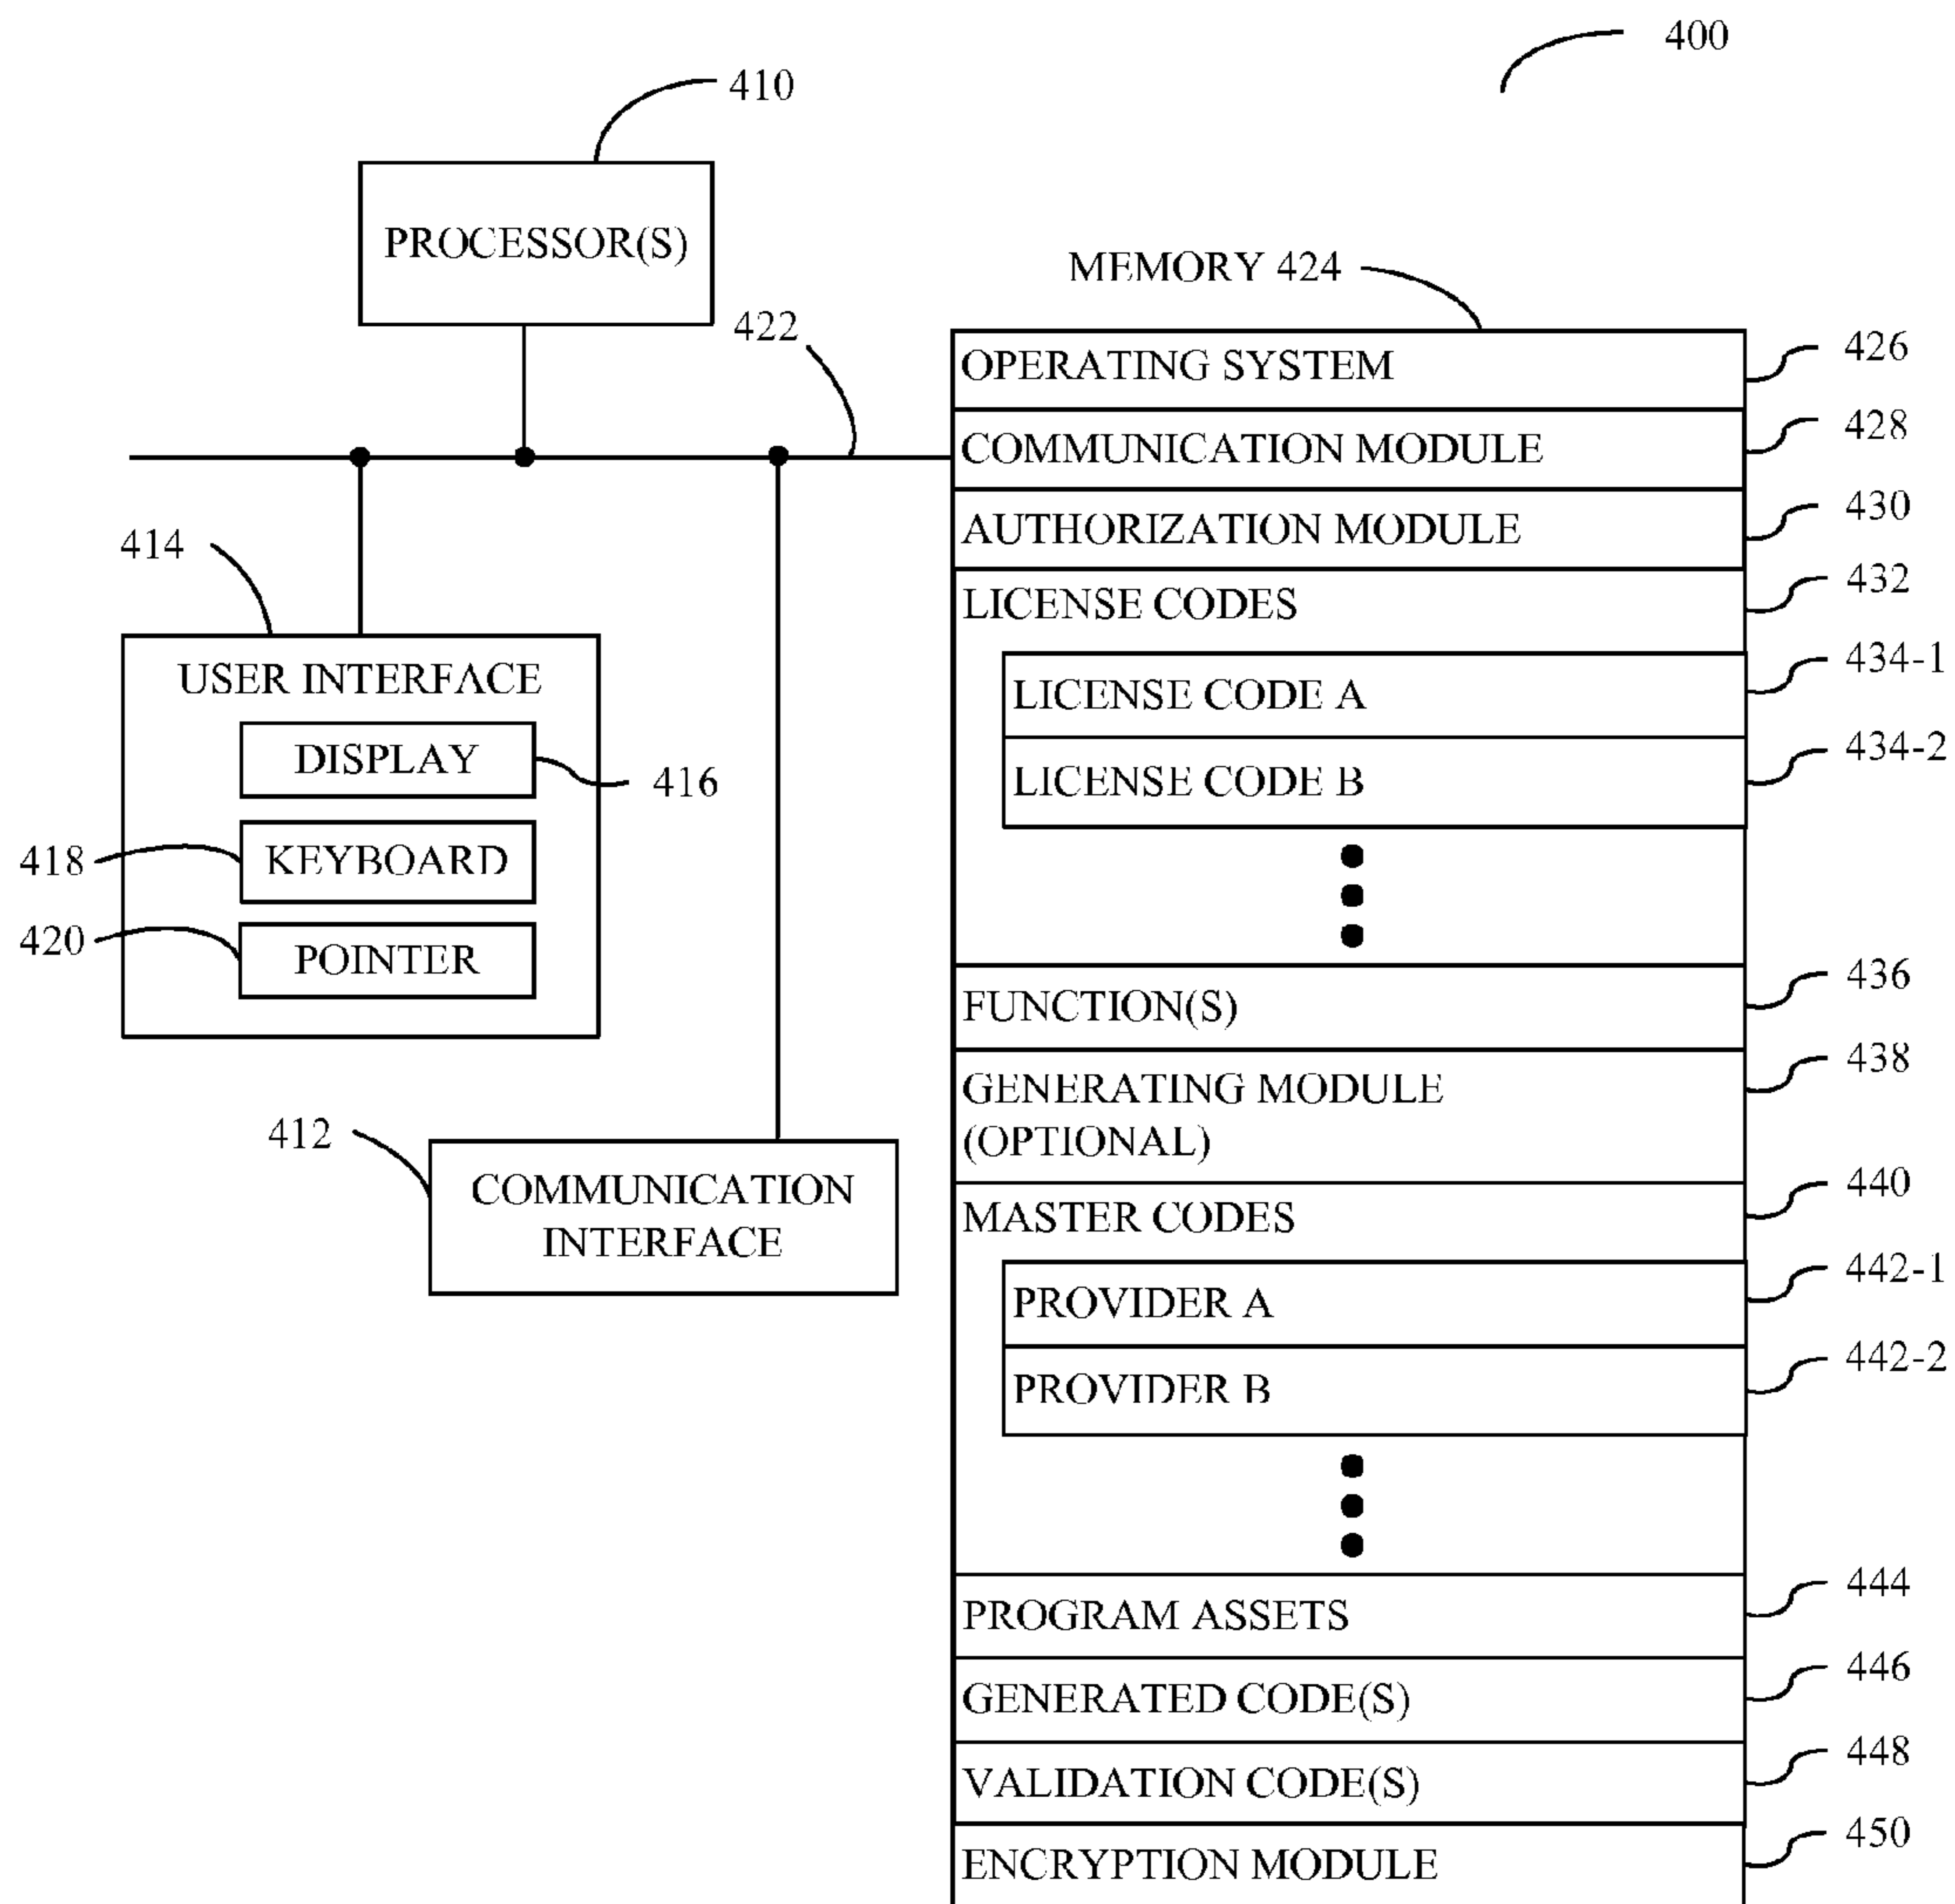 400
410
PROCESSOR(S)
MEMORY 424
422
OPERATING SYSTEM
426
COMMUNICATION MODULE
428
AUTHORIZATION MODULE
430
LICENSE CODES
432
LICENSE CODE A
434-1
LICENSE CODE B
434-2
414
USER INTERFACE
DISPLAY
416
418
KEYBOARD
420
POINTER
FUNCTION(S)
436
GENERATING MODULE
(OPTIONAL)
438
412
COMMUNICATION
INTERFACE
MASTER CODES
440
PROVIDER A
442-1
PROVIDER B
442-2
PROGRAM ASSETS
444
GENERATED CODE(S)
446
VALIDATION CODE(S)
448
ENCRYPTION MODULE
450